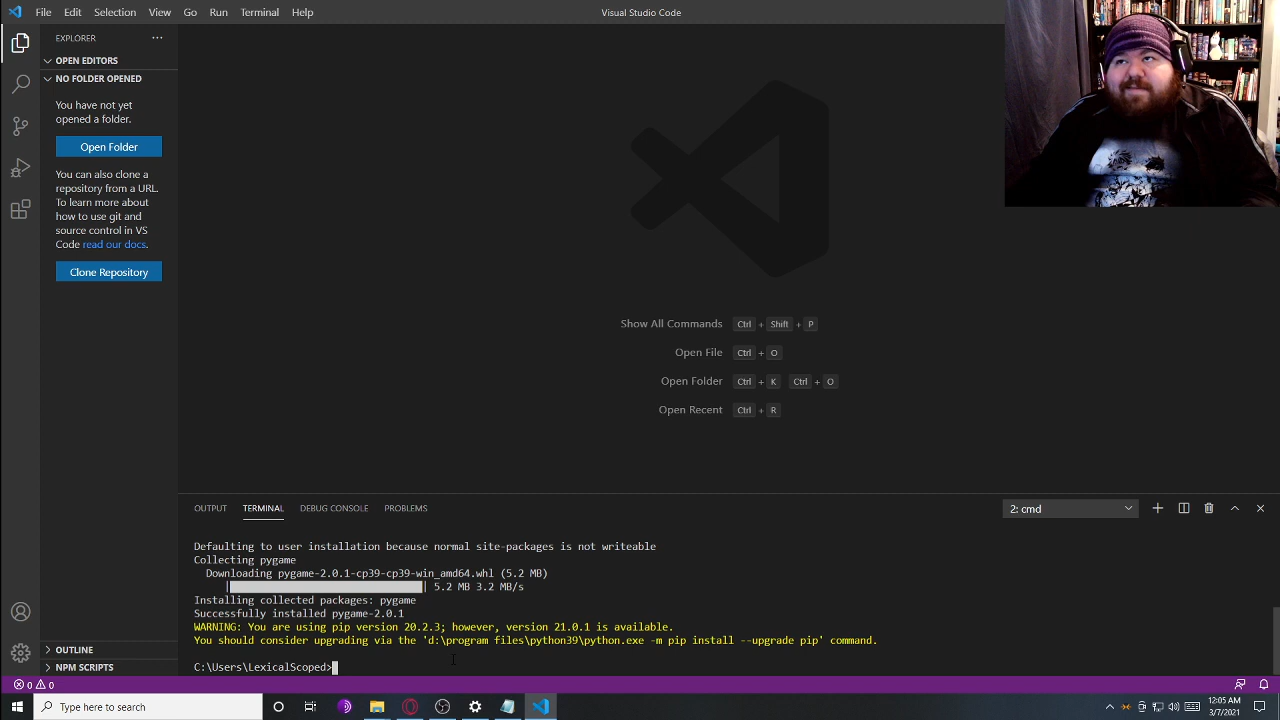 File Edit Selection View Go Run Terminal Help
Visual Studio Code
EXPLORER ···
OPEN EDITORS
NO FOLDER OPENED
You have not yet
opened a folder.
Open Folder
You can also clone a
repository from a URL.
To learn more about
how to use git and
source control in VS
Code read our docs.
Clone Repository
OUTLINE
NPM SCRIPTS
Show All Commands Ctrl + Shift + P
Open File Ctrl + O
Open Folder Ctrl + K Ctrl + O
Open Recent Ctrl + R
OUTPUT TERMINAL DEBUG CONSOLE PROBLEMS
2: cmd
Defaulting to user installation because normal site-packages is not writeable
Collecting pygame
Downloading pygame-2.0.1-cp39-cp39-win_amd64.whl (5.2 MB)
| | 5.2 MB 3.2 MB/s
Installing collected packages: pygame
Successfully installed pygame-2.0.1
WARNING: You are using pip version 20.2.3; however, version 21.0.1 is available.
You should consider upgrading via the 'd:\program files\python39\python.exe -m pip install --upgrade pip' command.
C:\Users\LexicalScoped>
0 0
Type here to search
12:05 AM
3/7/2021